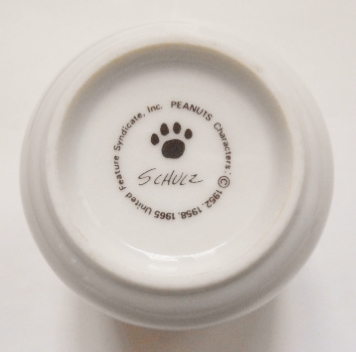 PEANUTS Characters: © 1952, 1958, 1965 United Feature Syndicate, Inc.
SCHULZ